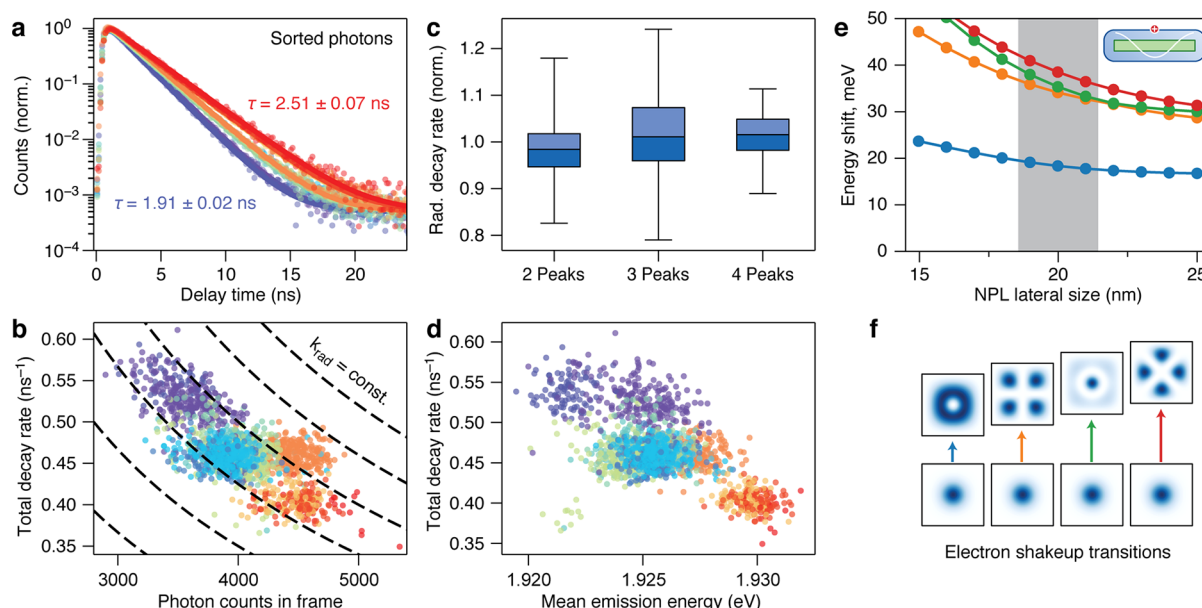 a
Sorted photons
Counts (norm.)
10⁰
10⁻¹
10⁻²
10⁻³
10⁻⁴
τ = 2.51 ± 0.07 ns
τ = 1.91 ± 0.02 ns
0
5
10
15
20
Delay time (ns)
c
Rad. decay rate (norm.)
1.2
1.0
0.9
0.8
2 Peaks
3 Peaks
4 Peaks
e
Energy shift, meV
50
40
30
20
10
0
15
20
25
NPL lateral size (nm)
+
b
Total decay rate (ns⁻¹)
0.60
0.55
0.50
0.45
0.40
0.35
k_rad = const.
3000
4000
5000
Photon counts in frame
d
Total decay rate (ns⁻¹)
0.60
0.55
0.50
0.45
0.40
0.35
1.920
1.925
1.930
Mean emission energy (eV)
f
Electron shakeup transitions